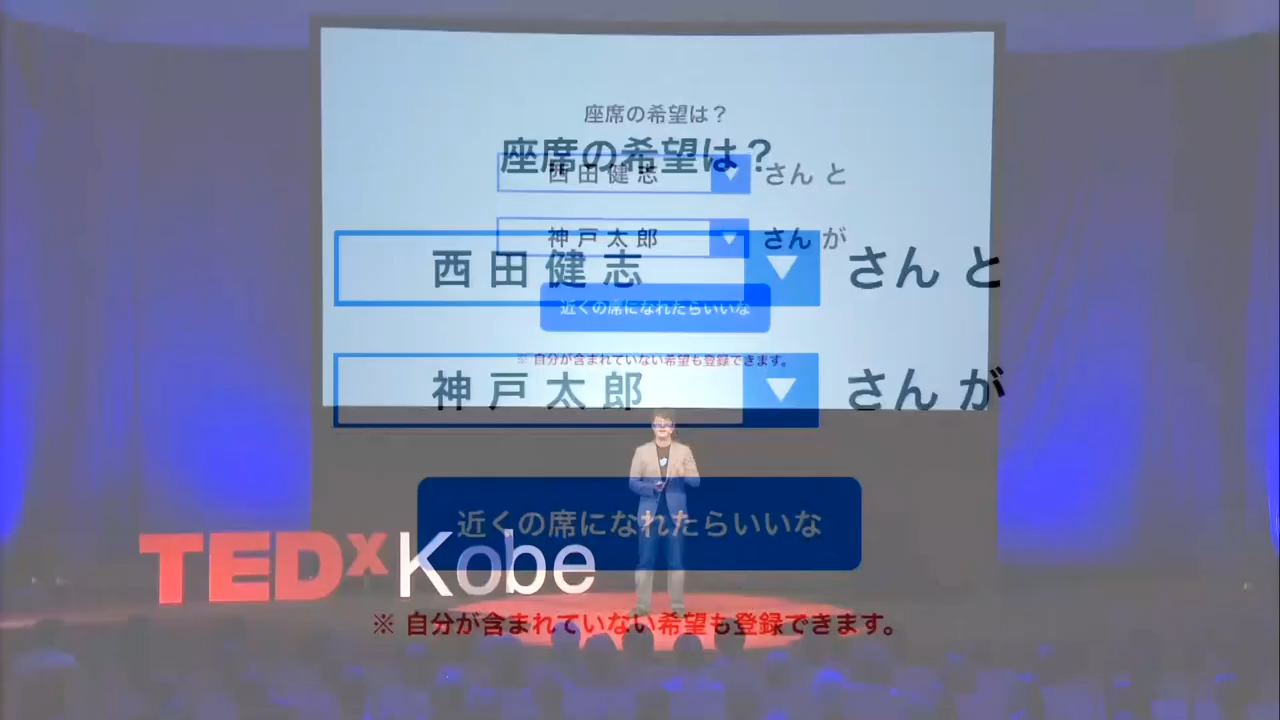 座席の希望は？
西田健志 さんと
神戸太郎 さんが
近くの席になれたらいいな
※ 自分が含まれていない希望も登録できます。
座席の希望は？
西田健志 さんと
神戸太郎 さんが
近くの席になれたらいいな
TEDxKobe
※ 自分が含まれていない希望も登録できます。